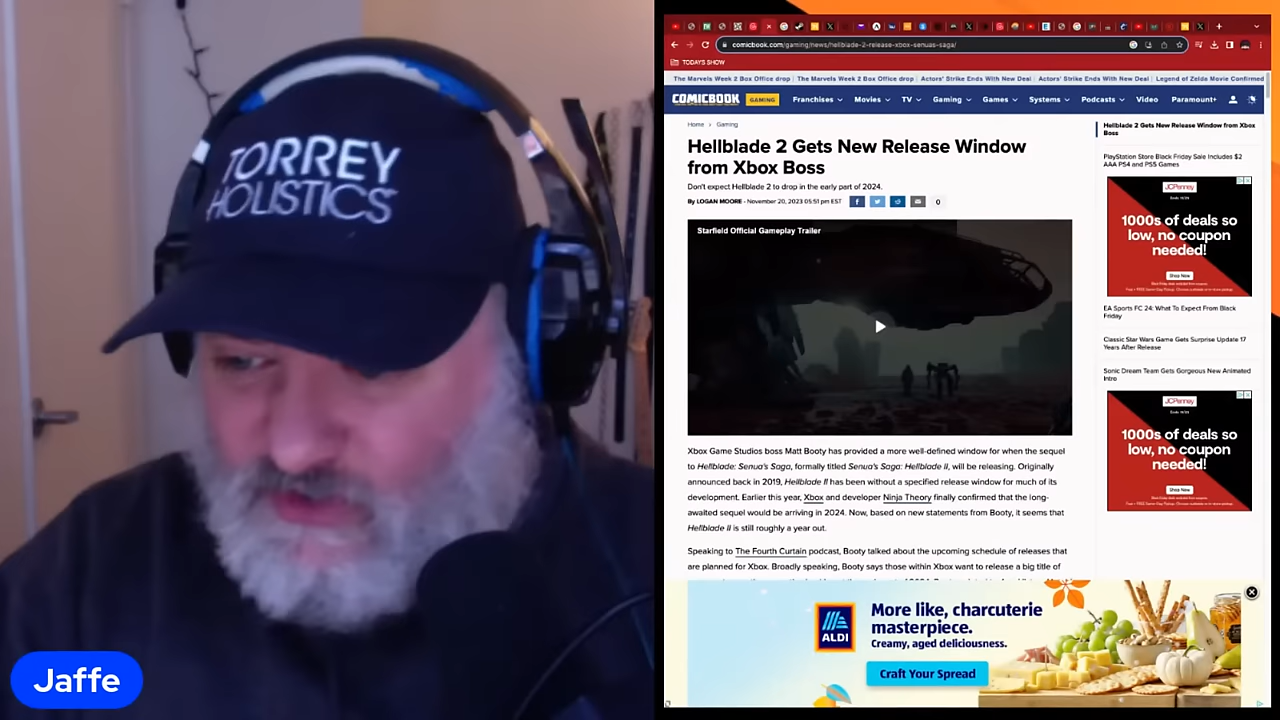 TORREY
HOLISTICS
Jaffe
comicbook.com/gaming/news/hellblade-2-release-xbox-senuas-saga/
TODAY'S SHOW
The Marvels Week 2 Box Office drop | The Marvels Week 2 Box Office drop | Actors' Strike Ends With New Deal | Actors' Strike Ends With New Deal | Legend of Zelda Movie Confirmed
COMICBOOK GAMING Franchises Movies TV Gaming Games Systems Podcasts Video Paramount+
Home > Gaming
Hellblade 2 Gets New Release Window
from Xbox Boss
Don't expect Hellblade 2 to drop in the early part of 2024.
By LOGAN MOORE - November 20, 2023 05:51 pm EST
0
Starfield Official Gameplay Trailer
Xbox Game Studios boss Matt Booty has provided a more well-defined window for when the sequel
to Hellblade: Senua's Saga, formally titled Senua's Saga: Hellblade II, will be releasing. Originally
announced back in 2019, Hellblade II has been without a specified release window for much of its
development. Earlier this year, Xbox and developer Ninja Theory finally confirmed that the long-
awaited sequel would be arriving in 2024. Now, based on new statements from Booty, it seems that
Hellblade II is still roughly a year out.
Speaking to The Fourth Curtain podcast, Booty talked about the upcoming schedule of releases that
are planned for Xbox. Broadly speaking, Booty says those within Xbox want to release a big title of
Hellblade 2 Gets New Release Window from Xbox
Boss
PlayStation Store Black Friday Sale Includes $2
AAA PS4 and PS5 Games
JCPenney
1000s of deals so
low, no coupon
needed!
Shop Now
EA Sports FC 24: What To Expect From Black
Friday
Classic Star Wars Game Gets Surprise Update 17
Years After Release
Sonic Dream Team Gets Gorgeous New Animated
Intro
JCPenney
1000s of deals so
low, no coupon
needed!
Shop Now
ALDI
More like, charcuterie
masterpiece.
Creamy, aged deliciousness.
Craft Your Spread